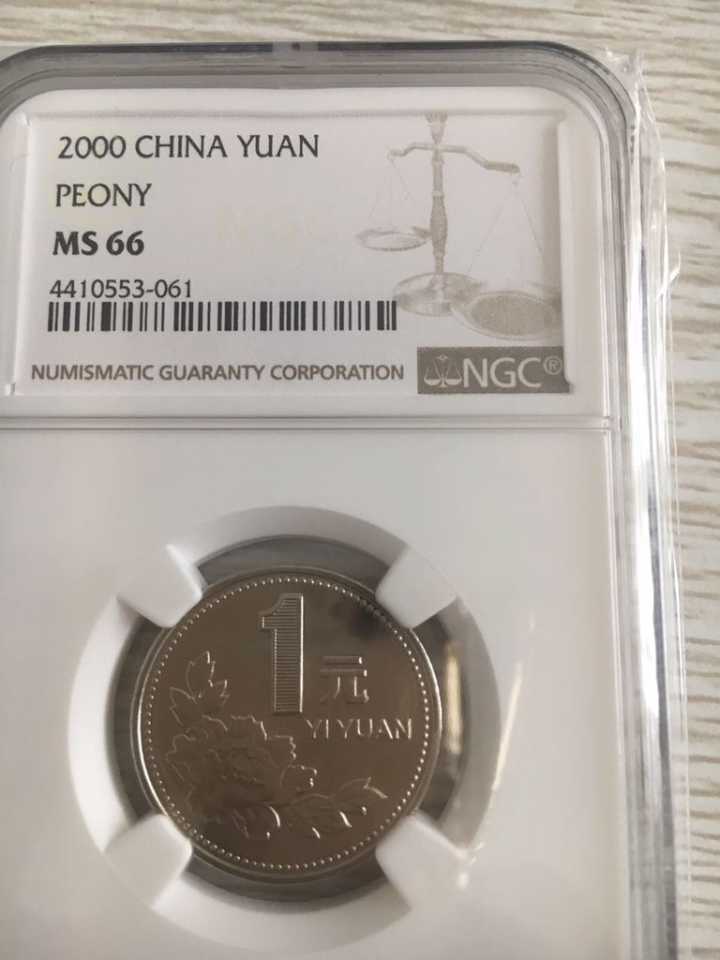 2000 CHINA YUAN
PEONY
MS 66
4410553-061
NUMISMATIC GUARANTY CORPORATION NGC®
1
元
YI YUAN